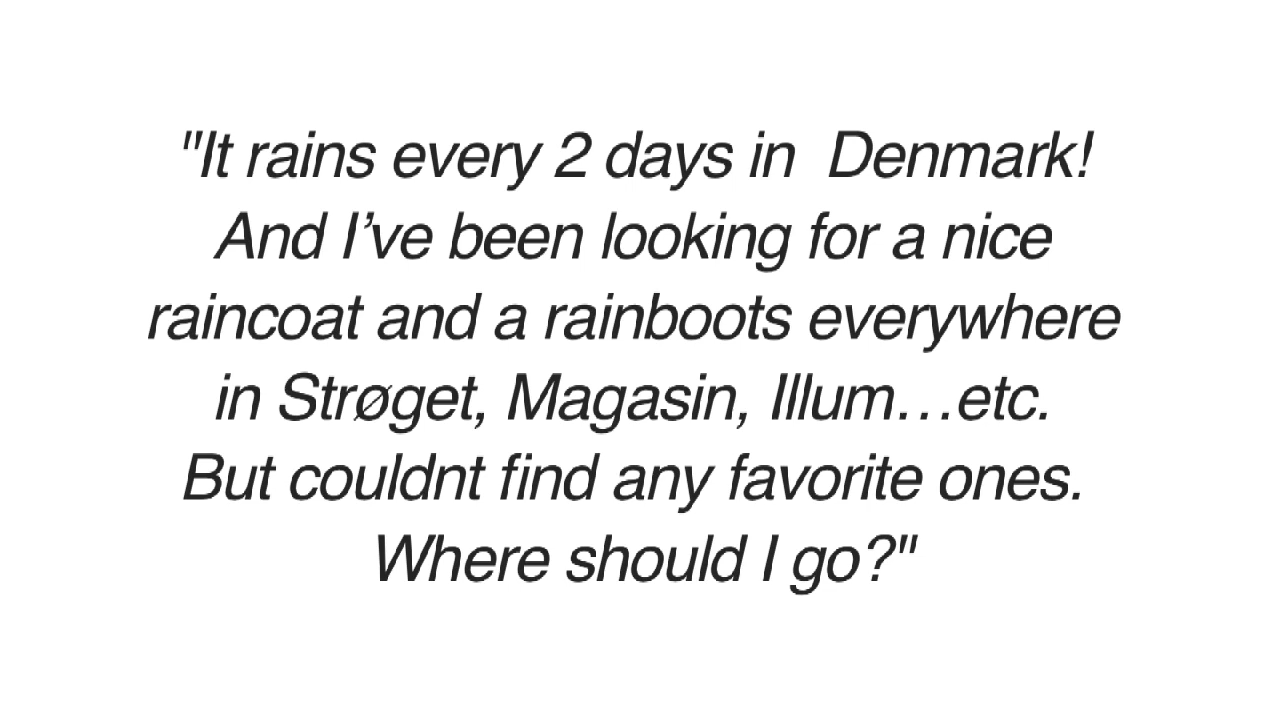 "It rains every 2 days in  Denmark!
And I’ve been looking for a nice
raincoat and a rainboots everywhere
in Strøget, Magasin, Illum…etc.
But couldnt find any favorite ones.
Where should I go?"